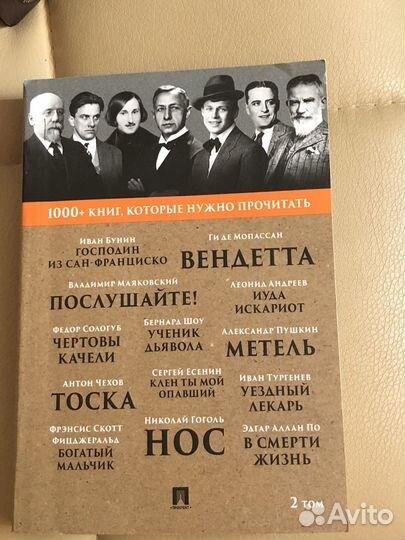 1000+ КНИГ, КОТОРЫЕ НУЖНО ПРОЧИТАТЬ
Иван Бунин
ГОСПОДИН
ИЗ САН-ФРАНЦИСКО
Ги де Мопассан
ВЕНДЕТТА
Владимир Маяковский
ПОСЛУШАЙТЕ!
Леонид Андреев
ИУДА
ИСКАРИОТ
Федор Сологуб
ЧЕРТОВЫ
КАЧЕЛИ
Бернард Шоу
УЧЕНИК
ДЬЯВОЛА
Александр Пушкин
МЕТЕЛЬ
Антон Чехов
ТОСКА
Сергей Есенин
КЛЕН ТЫ МОЙ
ОПАВШИЙ
Иван Тургенев
УЕЗДНЫЙ
ЛЕКАРЬ
Фрэнсис Скотт
Фицджеральд
БОГАТЫЙ
МАЛЬЧИК
Николай Гоголь
НОС
Эдгар Аллан По
В СМЕРТИ
ЖИЗНЬ
ПРОСПЕКТ
2 том
Avito